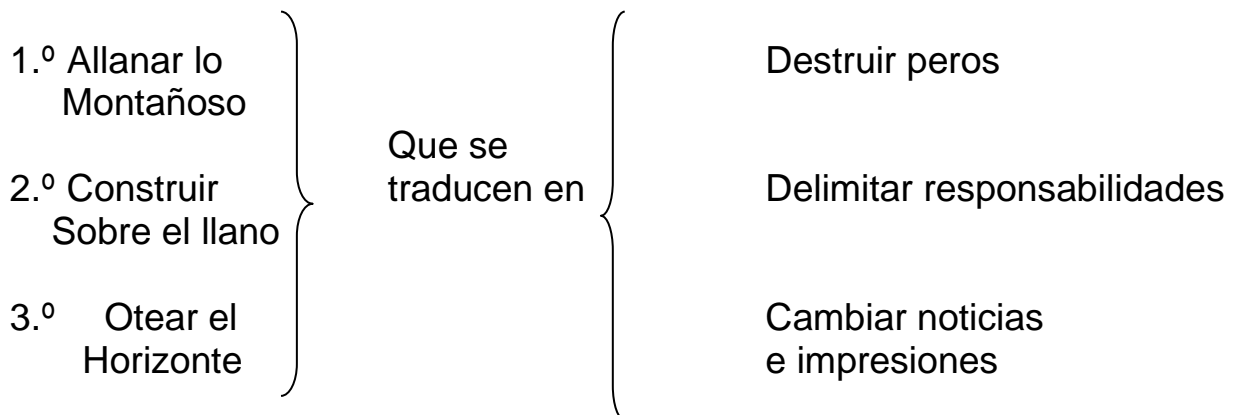 1.º Allanar lo
Montañoso
2.º Construir
Sobre el llano
3.º Otear el
Horizonte
Que se
traducen en
Destruir peros
Delimitar responsabilidades
Cambiar noticias
e impresiones